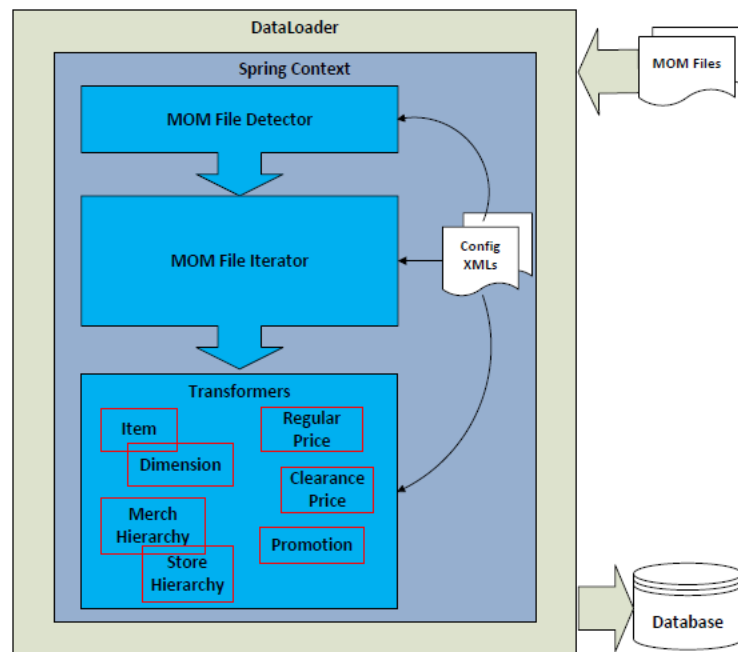 DataLoader
MOM Files
Spring Context
MOM File Detector
Config
XMLs
MOM File Iterator
Transformers
Item
Regular
Price
Dimension
Clearance
Price
Merch
Hierarchy
Promotion
Store
Hierarchy
Database